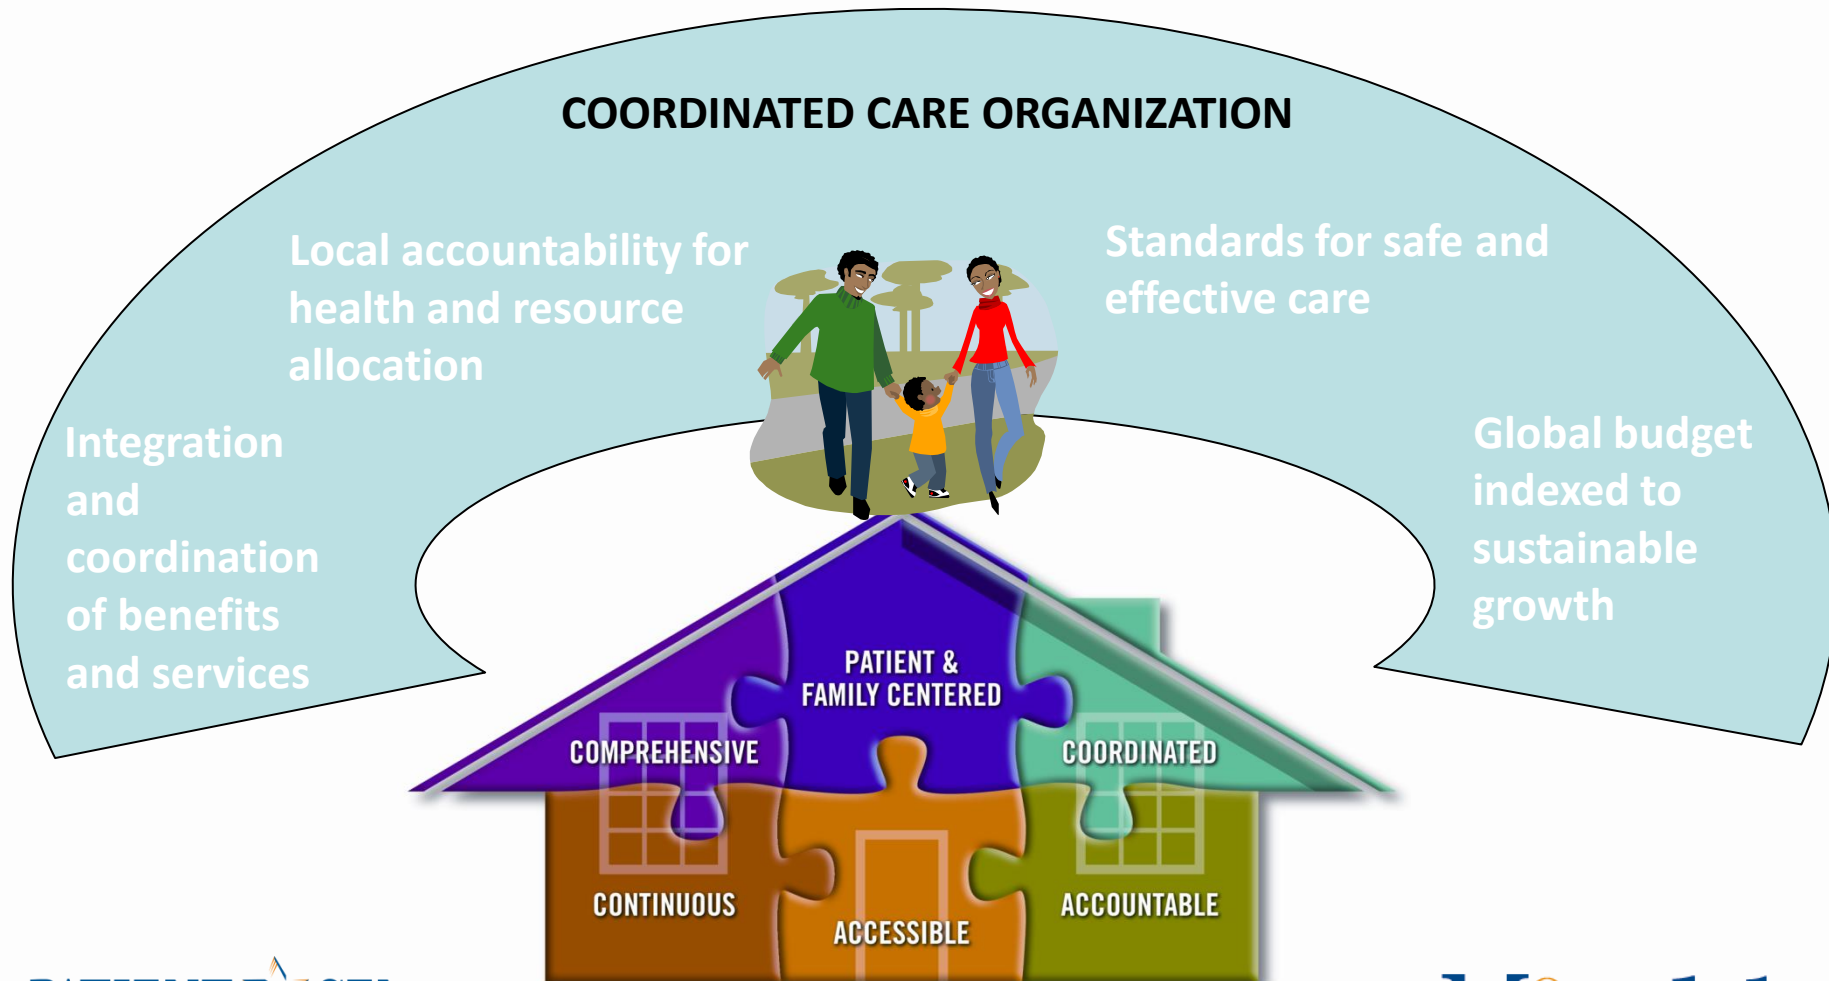 COORDINATED CARE ORGANIZATION
Local accountability for
health and resource
allocation
Standards for safe and
effective care
Integration
and
coordination
of benefits
and services
Global budget
indexed to
sustainable
growth
PATIENT &
FAMILY CENTERED
COMPREHENSIVE
COORDINATED
CONTINUOUS
ACCESSIBLE
ACCOUNTABLE